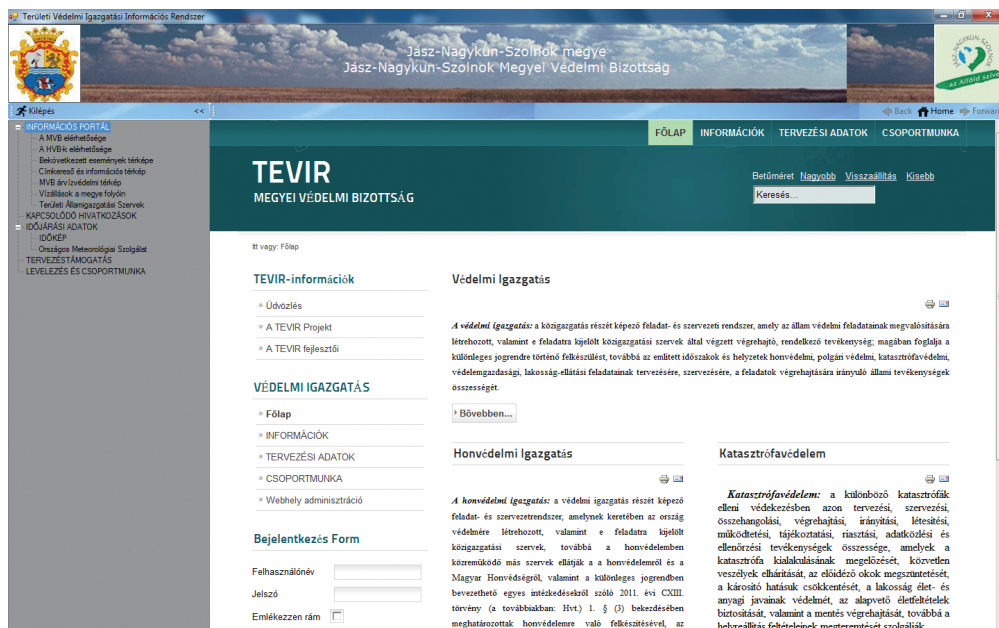 Területi Védelmi Igazgatási Információs Rendszer
Jász-Nagykun-Szolnok megye
Jász-Nagykun-Szolnok Megyei Védelmi Bizottság
Kilépés <<
Back Home Forward
INFORMÁCIÓS PORTÁL
A MVB elérhetősége
A HVB-k elérhetősége
Bekövetkezett események térképe
Címkereső és információs térkép
MVB árvízvédelmi térkép
Vízállások a megye folyóin
Területi Államigazgatási Szervek
KAPCSOLÓDÓ HIVATKOZÁSOK
IDŐJÁRÁSI ADATOK
IDŐKÉP
Országos Meteorológiai Szolgálat
TERVEZÉSTÁMOGATÁS
LEVELEZÉS ÉS CSOPORTMUNKA
FŐLAP INFORMÁCIÓK TERVEZÉSI ADATOK CSOPORTMUNKA
TEVIR
MEGYEI VÉDELMI BIZOTTSÁG
Betűméret Nagyobb Visszaállítás Kisebb
Keresés...
Itt vagy: Főlap
TEVIR-információk
Üdvözlés
A TEVIR Projekt
A TEVIR fejlesztői
VÉDELMI IGAZGATÁS
Főlap
INFORMÁCIÓK
TERVEZÉSI ADATOK
CSOPORTMUNKA
Webhely adminisztráció
Bejelentkezés Form
Felhasználónév
Jelszó
Emlékezzen rám
Védelmi Igazgatás
A védelmi igazgatás: a közigazgatás részét képező feladat- és szervezeti rendszer, amely az állam védelmi feladatainak megvalósítására
létrehozott, valamint e feladatra kijelölt közigazgatási szervek által végzett végrehajtó, rendelkező tevékenység; magában foglalja a
különleges jogrendre történő felkészülést, továbbá az említett időszakok és helyzetek honvédelmi, polgári védelmi, katasztrófavédelmi,
védelemgazdasági, lakosság-ellátási feladatainak tervezésére, szervezésére, a feladatok végrehajtására irányuló állami tevékenységek
összességét.
Bővebben...
Honvédelmi Igazgatás
A honvédelmi igazgatás: a védelmi igazgatás részét képező
feladat- és szervezetrendszer, amelynek keretében az ország
védelmére létrehozott, valamint e feladatra kijelölt
közigazgatási szervek, továbbá a honvédelemben
közreműködő más szervek ellátják a a honvédelemről és a
Magyar Honvédségről, valamint a különleges jogrendben
bevezethető egyes intézkedésekről szóló 2011. évi CXIII.
törvény (a továbbiakban: Hvt.) 1. § (3) bekezdésében
meghatározottak honvédelemre való felkészítésével, az
Katasztrófavédelem
Katasztrófavédelem: a különböző katasztrófák
elleni védekezésben azon tervezési, szervezési,
összehangolási, végrehajtási, irányítási, létesítési,
működtetési, tájékoztatási, riasztási, adatközlési és
ellenőrzési tevékenységek összessége, amelyek a
katasztrófa kialakulásának megelőzését, közvetlen
veszélyek elhárítását, az előidéző okok megszüntetését,
a károsító hatásuk csökkentését, a lakosság élet- és
anyagi javainak védelmét, az alapvető életfeltételek
biztosítását, valamint a mentés végrehajtását, továbbá a
helyreállítás feltételeinek megteremtését szolgálják